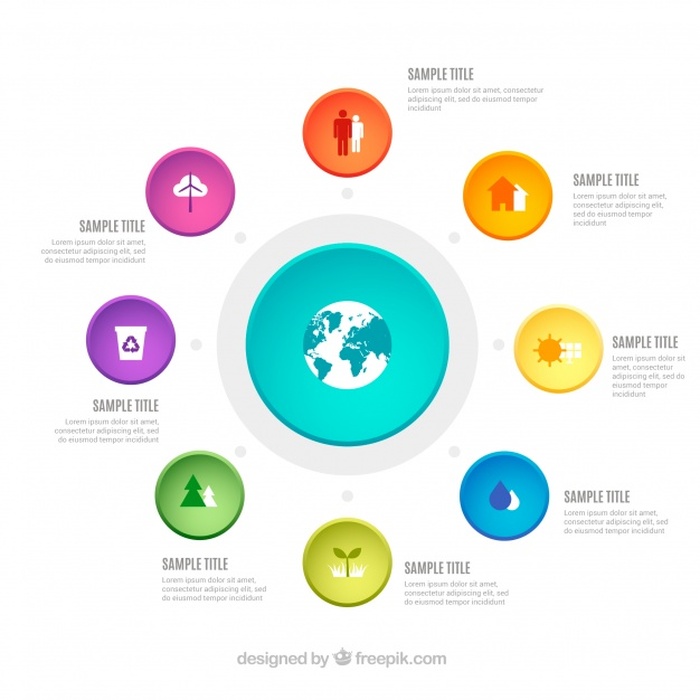 SAMPLE TITLE
Lorem ipsum dolor sit amet, consectetur
adipiscing elit, sed do eiusmod tempor
incididunt
SAMPLE TITLE
Lorem ipsum dolor sit amet,
consectetur adipiscing elit, sed
do eiusmod tempor
incididunt
SAMPLE TITLE
Lorem ipsum dolor sit amet,
consectetur adipiscing elit, sed
do eiusmod tempor incididunt
SAMPLE TITLE
Lorem ipsum dolor sit
amet, consectetur
adipiscing elit, sed do
eiusmod tempor
incididunt
SAMPLE TITLE
Lorem ipsum dolor sit amet,
consectetur adipiscing elit, sed
do eiusmod tempor incididunt
SAMPLE TITLE
Lorem ipsum dolor sit amet,
consectetur adipiscing elit, sed
do eiusmod tempor incididunt
SAMPLE TITLE
Lorem ipsum dolor sit amet,
consectetur adipiscing elit, sed
do eiusmod tempor incididunt
SAMPLE TITLE
Lorem ipsum dolor sit amet,
consectetur adipiscing elit, sed
do eiusmod tempor incididunt
designed by freepik.com